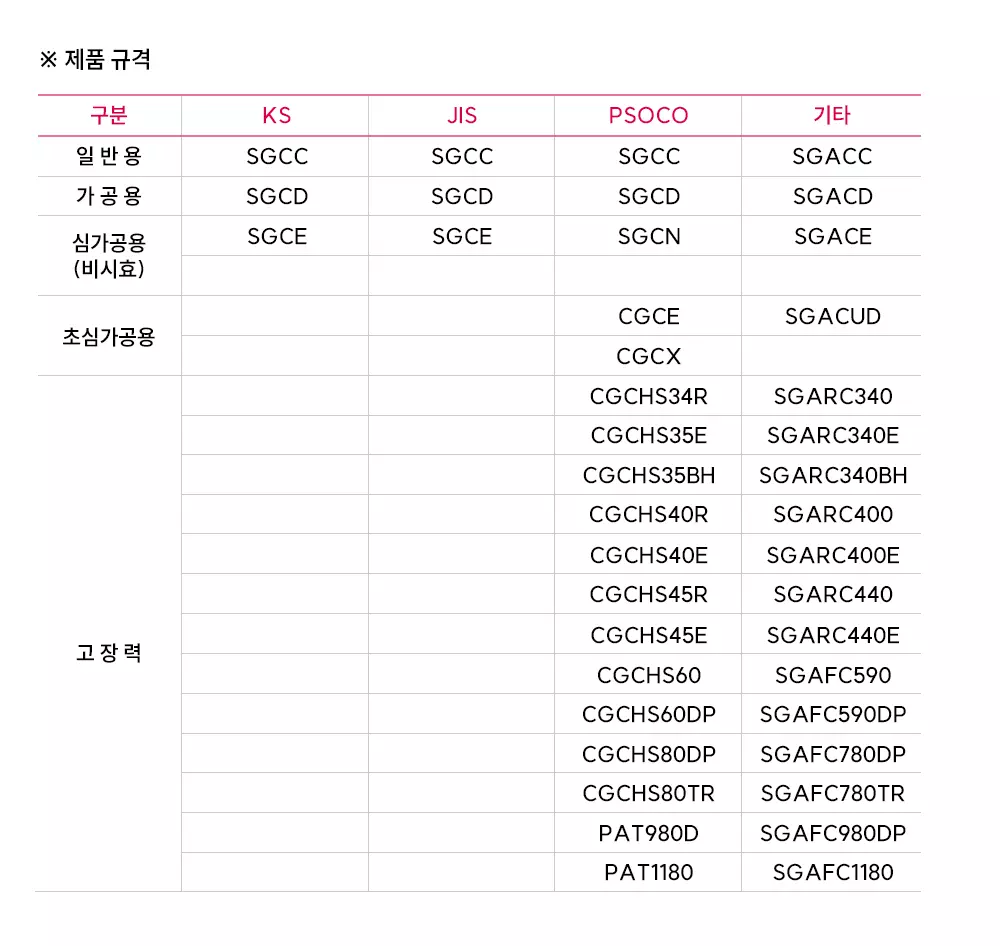 ※ 제품 규격
구분 KS JIS PSOCO 기타
일 반 용 SGCC SGCC SGCC SGACC
가 공 용 SGCD SGCD SGCD SGACD
심가공용 SGCE SGCE SGCN SGACE
(비시효)
초심가공용 CGCE SGACUD
CGCX
고 장 력 CGCHS34R SGARC340
CGCHS35E SGARC340E
CGCHS35BH SGARC340BH
CGCHS40R SGARC400
CGCHS40E SGARC400E
CGCHS45R SGARC440
CGCHS45E SGARC440E
CGCHS60 SGAFC590
CGCHS60DP SGAFC590DP
CGCHS80DP SGAFC780DP
CGCHS80TR SGAFC780TR
PAT980D SGAFC980DP
PAT1180 SGAFC1180